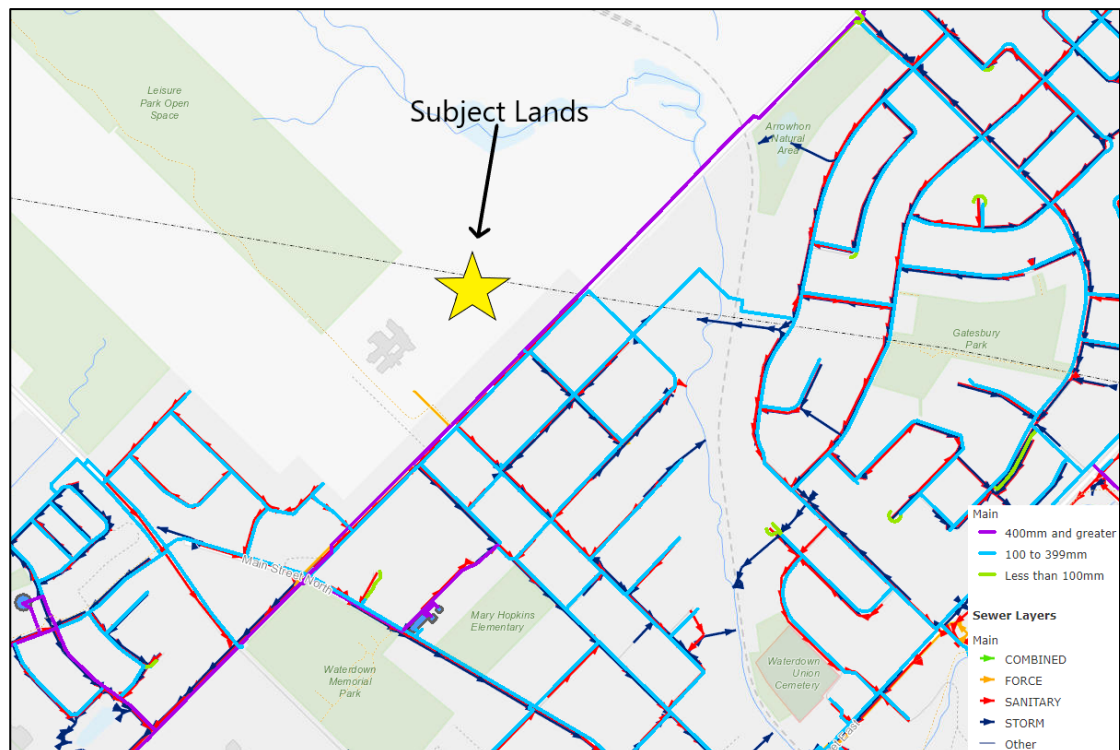 Leisure
Park Open
Space
Subject Lands
Arrowhon
Natural
Area
Gatesbury
Park
Main Street North
Mary Hopkins
Elementary
Waterdown
Memorial
Park
Waterdown
Union
Cemetery
Main
400mm and greater
100 to 399mm
Less than 100mm
Sewer Layers
Main
COMBINED
FORCE
SANITARY
STORM
Other